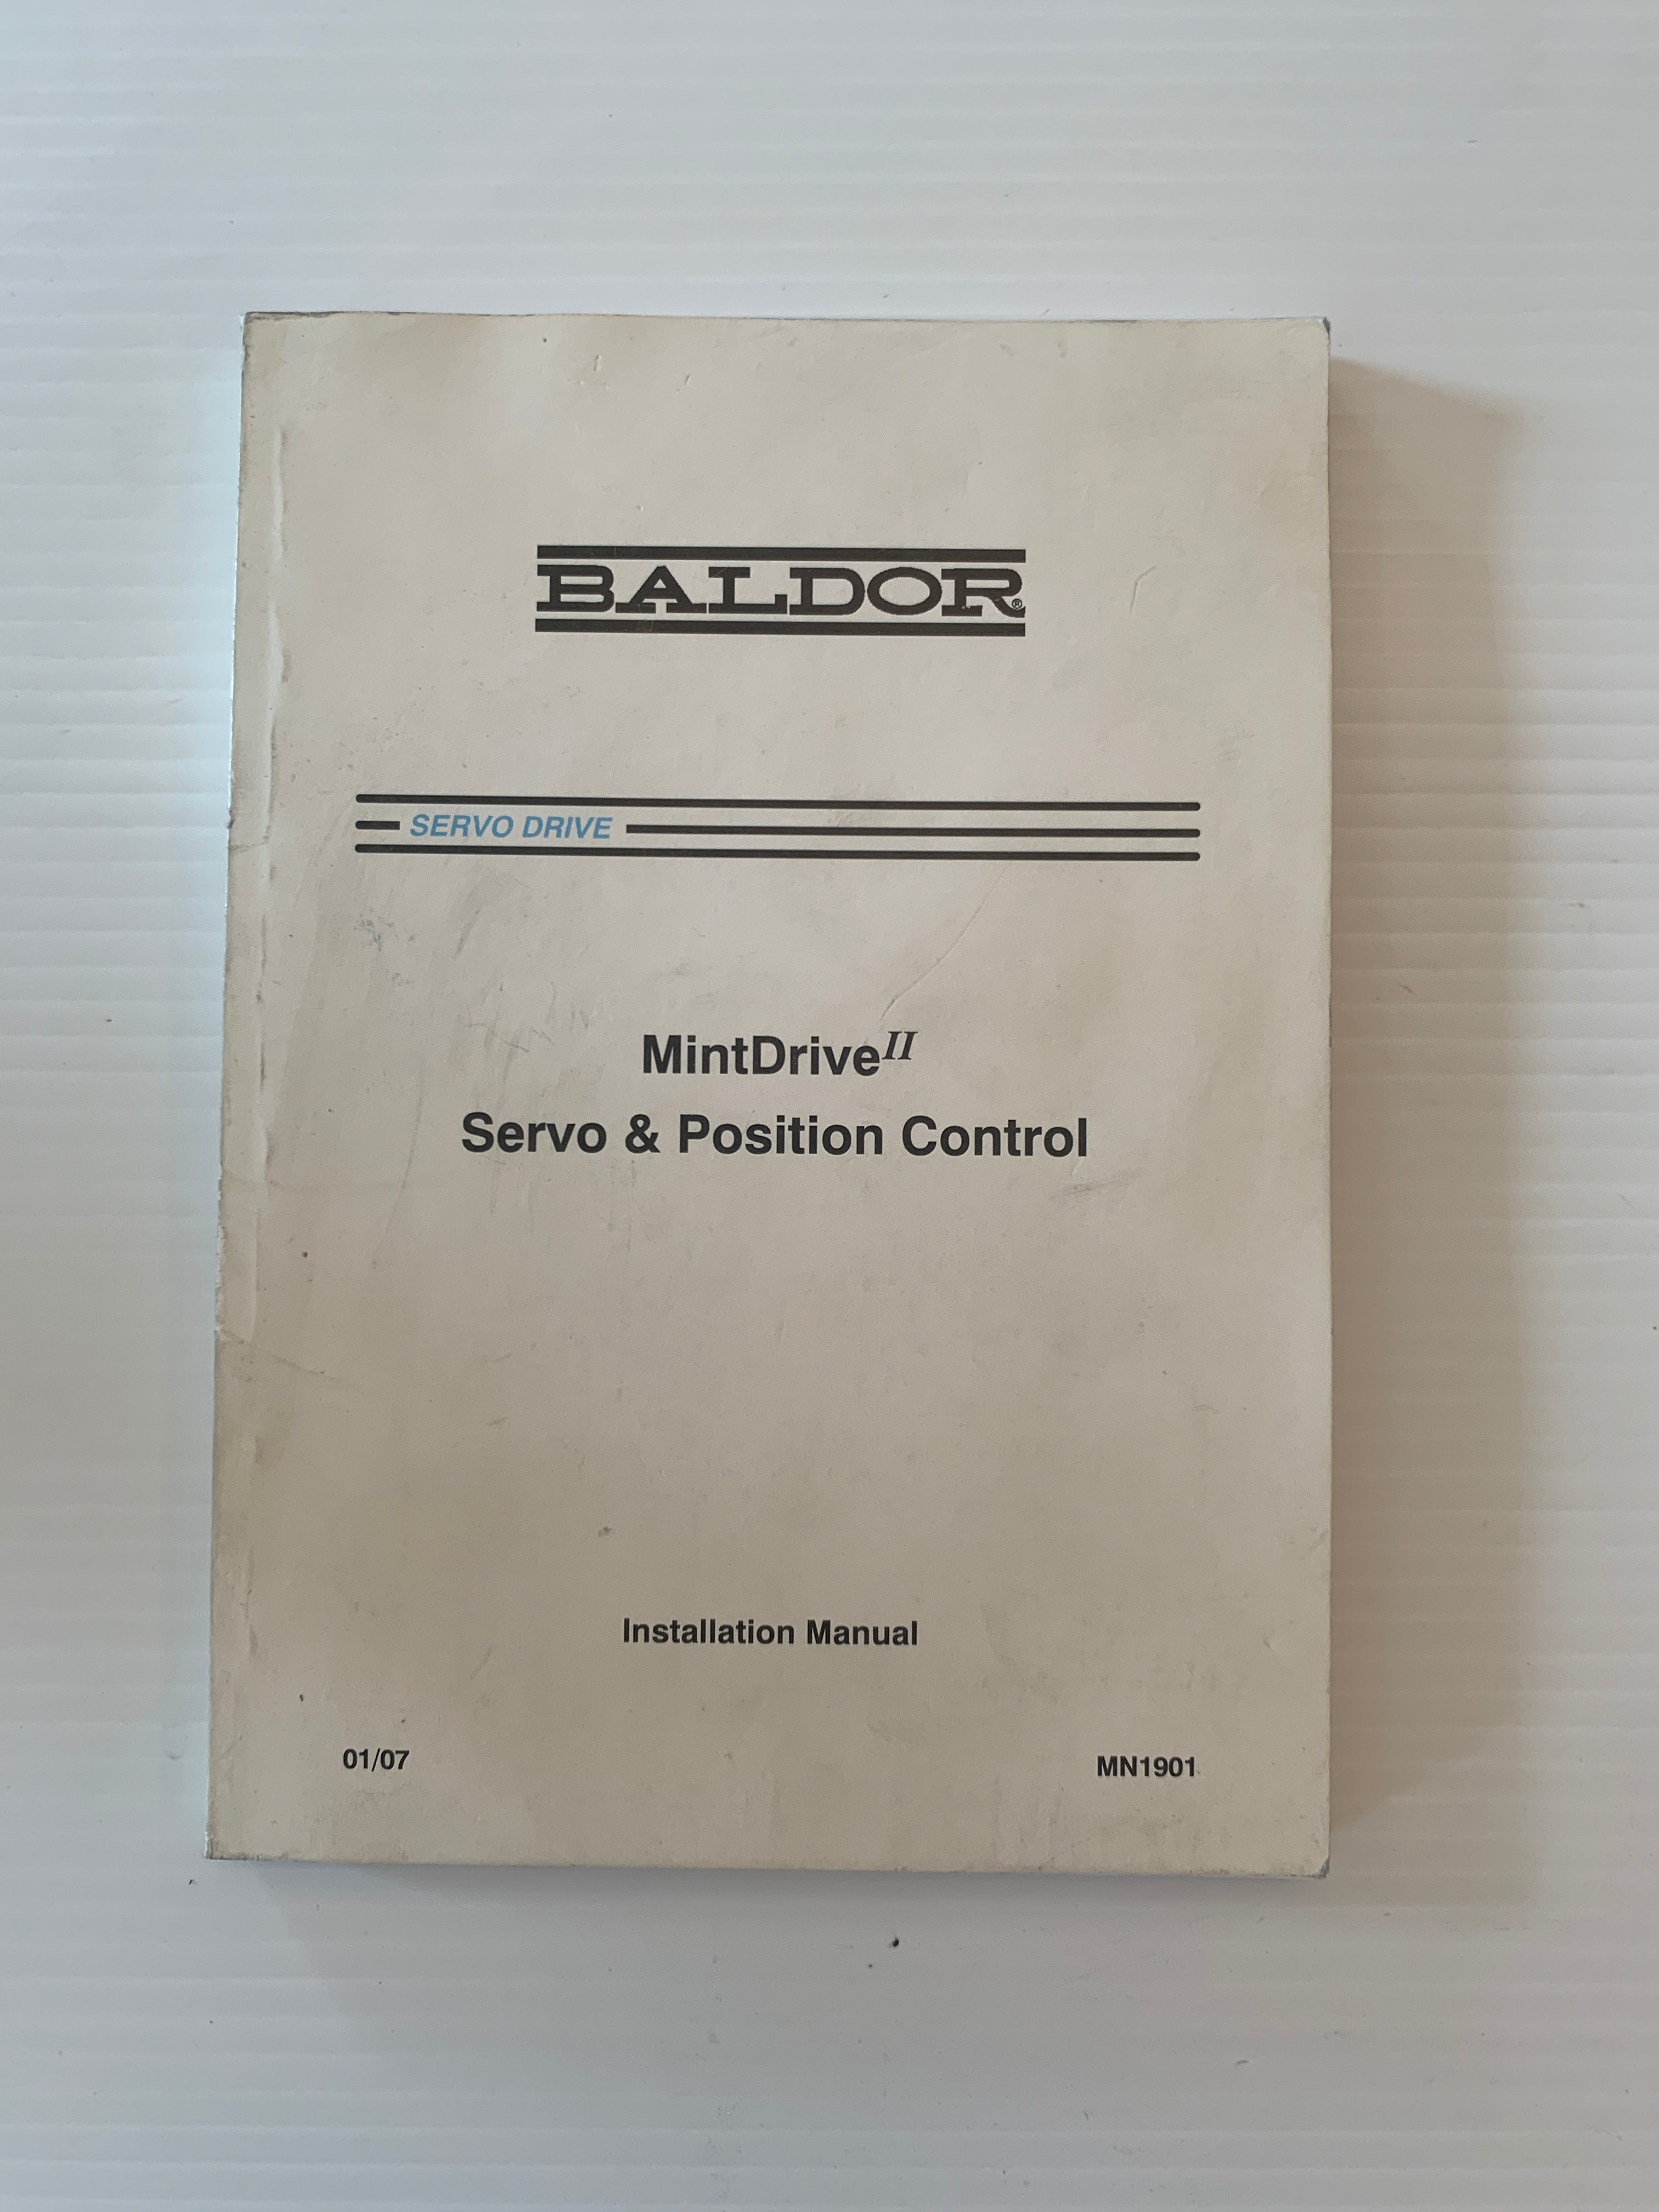 BALDOR®
SERVO DRIVE
MintDriveII
Servo & Position Control
Installation Manual
01/07 MN1901